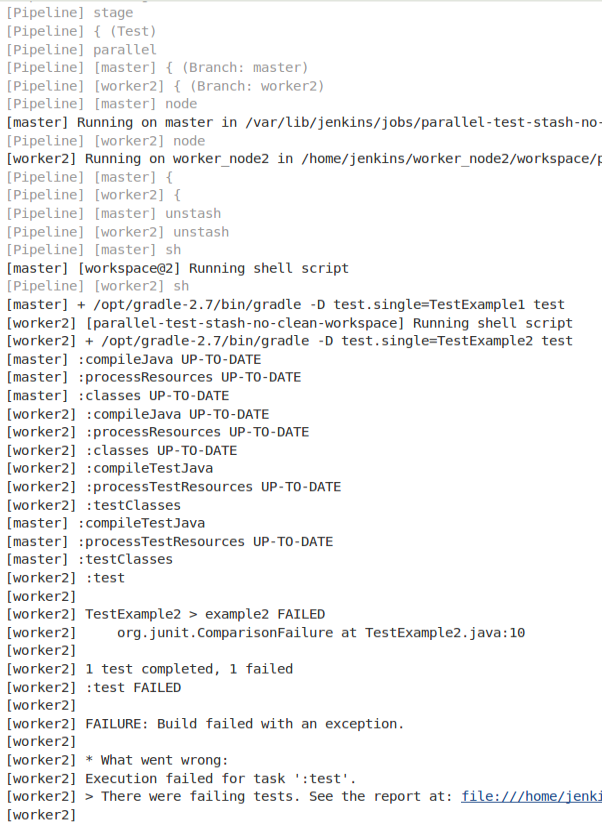 [Pipeline] stage
[Pipeline] { (Test)
[Pipeline] parallel
[Pipeline] [master] { (Branch: master)
[Pipeline] [worker2] { (Branch: worker2)
[Pipeline] [master] node
[master] Running on master in /var/lib/jenkins/jobs/parallel-test-stash-no-
[Pipeline] [worker2] node
[worker2] Running on worker_node2 in /home/jenkins/worker_node2/workspace/p
[Pipeline] [master] {
[Pipeline] [worker2] {
[Pipeline] [master] unstash
[Pipeline] [worker2] unstash
[Pipeline] [master] sh
[master] [workspace@2] Running shell script
[Pipeline] [worker2] sh
[master] + /opt/gradle-2.7/bin/gradle -D test.single=TestExample1 test
[worker2] [parallel-test-stash-no-clean-workspace] Running shell script
[worker2] + /opt/gradle-2.7/bin/gradle -D test.single=TestExample2 test
[master] :compileJava UP-TO-DATE
[master] :processResources UP-TO-DATE
[master] :classes UP-TO-DATE
[worker2] :compileJava UP-TO-DATE
[worker2] :processResources UP-TO-DATE
[worker2] :classes UP-TO-DATE
[worker2] :compileTestJava
[worker2] :processTestResources UP-TO-DATE
[worker2] :testClasses
[master] :compileTestJava
[master] :processTestResources UP-TO-DATE
[master] :testClasses
[worker2] :test
[worker2]
[worker2] TestExample2 > example2 FAILED
[worker2]     org.junit.ComparisonFailure at TestExample2.java:10
[worker2]
[worker2] 1 test completed, 1 failed
[worker2] :test FAILED
[worker2]
[worker2] FAILURE: Build failed with an exception.
[worker2]
[worker2] * What went wrong:
[worker2] Execution failed for task ':test'.
[worker2] > There were failing tests. See the report at: file:///home/jenki
[worker2]